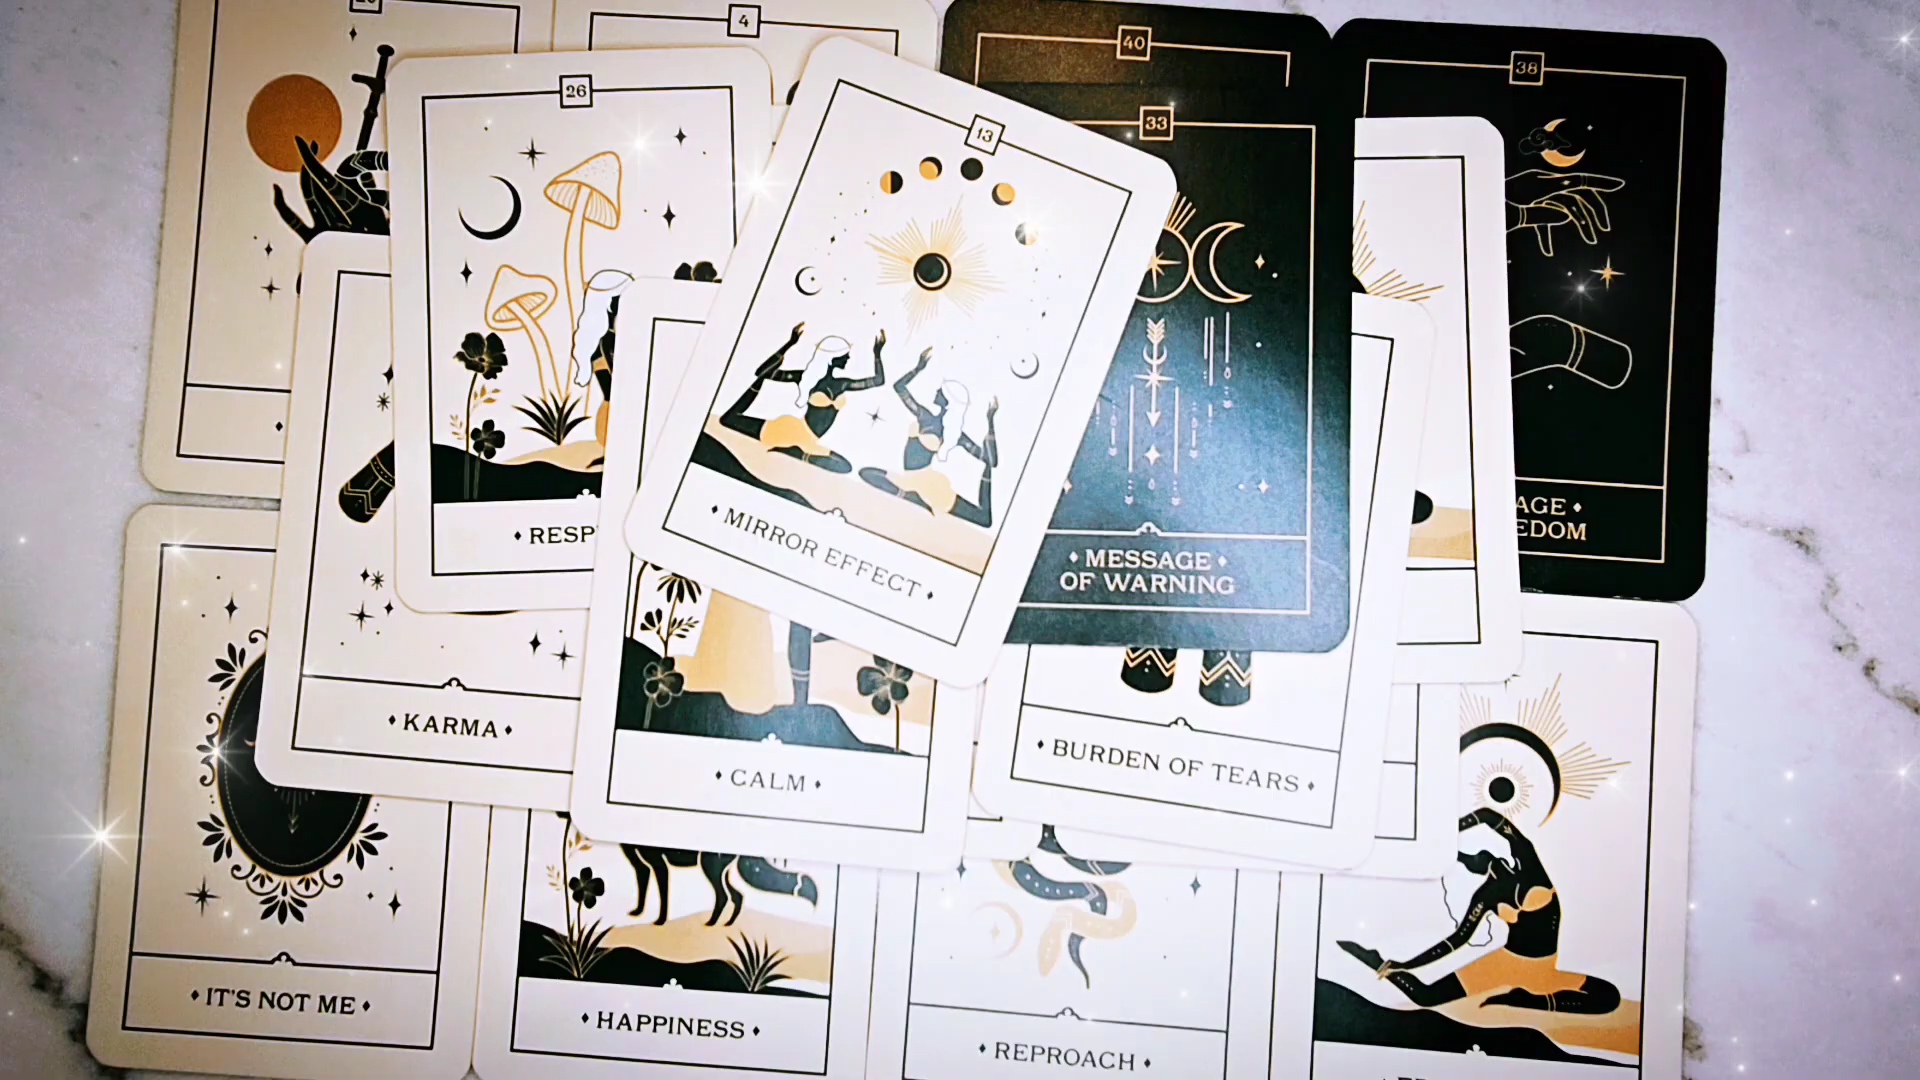 4
40
38
26
13
33
RESP
MIRROR EFFECT
MESSAGE
OF WARNING
AGE
EDOM
KARMA
CALM
BURDEN OF TEARS
IT'S NOT ME
HAPPINESS
REPROACH